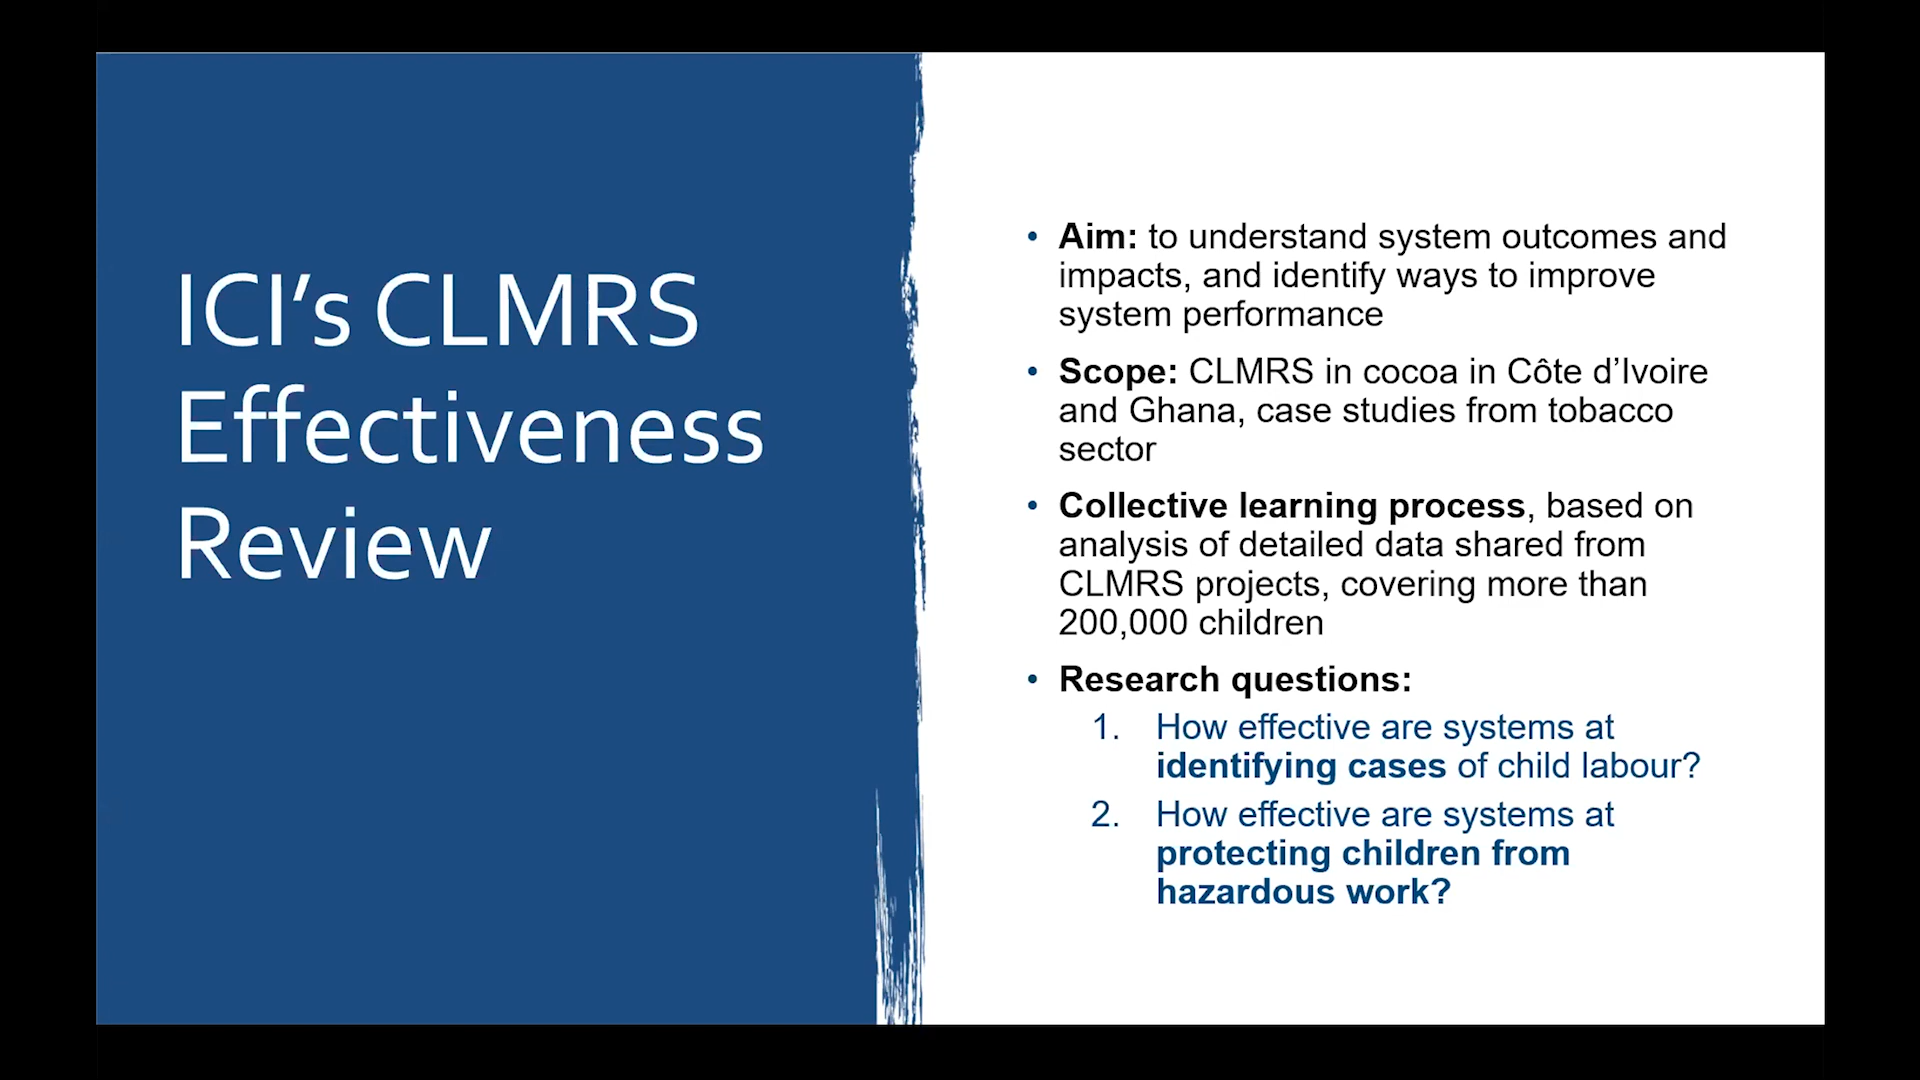 ICI’s CLMRS
Effectiveness
Review
• Aim: to understand system outcomes and
impacts, and identify ways to improve
system performance
• Scope: CLMRS in cocoa in Côte d’Ivoire
and Ghana, case studies from tobacco
sector
• Collective learning process, based on
analysis of detailed data shared from
CLMRS projects, covering more than
200,000 children
• Research questions:
1. How effective are systems at
identifying cases of child labour?
2. How effective are systems at
protecting children from
hazardous work?